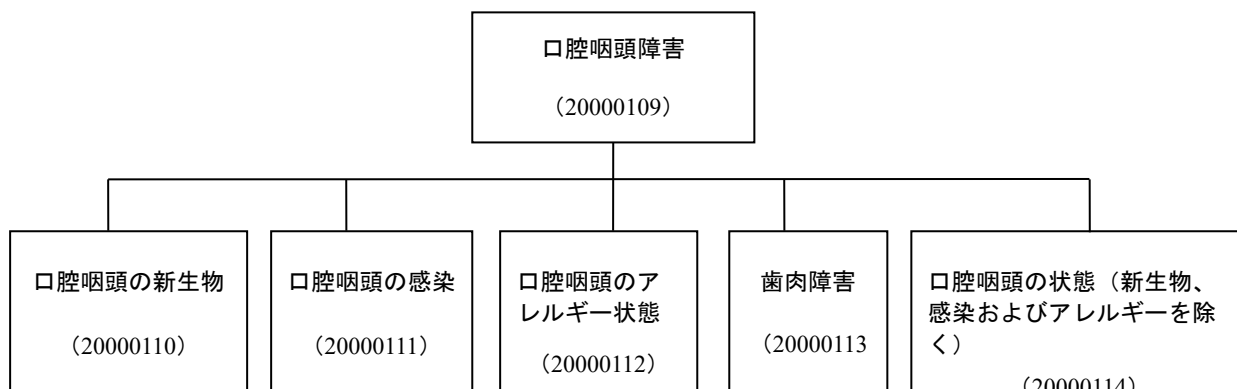 口腔咽頭障害
（20000109）
口腔咽頭の新生物
（20000110）
口腔咽頭の感染
（20000111）
口腔咽頭のア
レルギー状態
（20000112）
歯肉障害
（20000113
口腔咽頭の状態（新生物、
感染およびアレルギーを除
く）
（20000114）